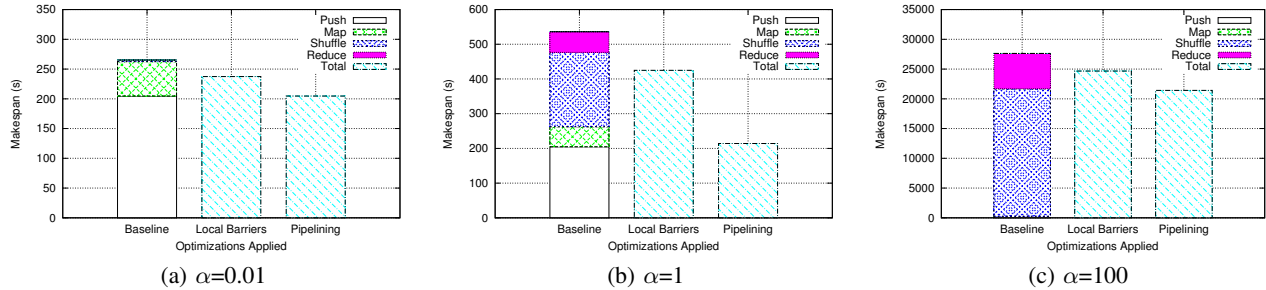 350
300
250
200
150
100
50
0
Makespan (s)
Push
Map
Shuffle
Reduce
Total
Baseline
Local Barriers
Pipelining
Optimizations Applied
(a) α=0.01
600
500
400
300
200
100
0
Makespan (s)
Push
Map
Shuffle
Reduce
Total
Baseline
Local Barriers
Pipelining
Optimizations Applied
(b) α=1
35000
30000
25000
20000
15000
10000
5000
0
Makespan (s)
Push
Map
Shuffle
Reduce
Total
Baseline
Local Barriers
Pipelining
Optimizations Applied
(c) α=100